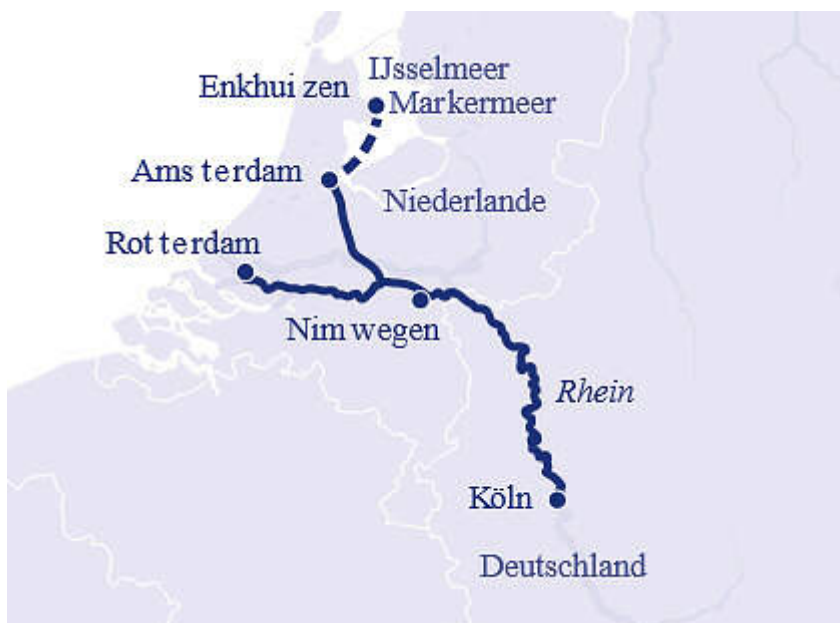 IJsselmeer
Enkhui zen
Markermeer
Ams terdam
Niederlande
Rot terdam
Nim wegen
Rhein
Köln
Deutschland